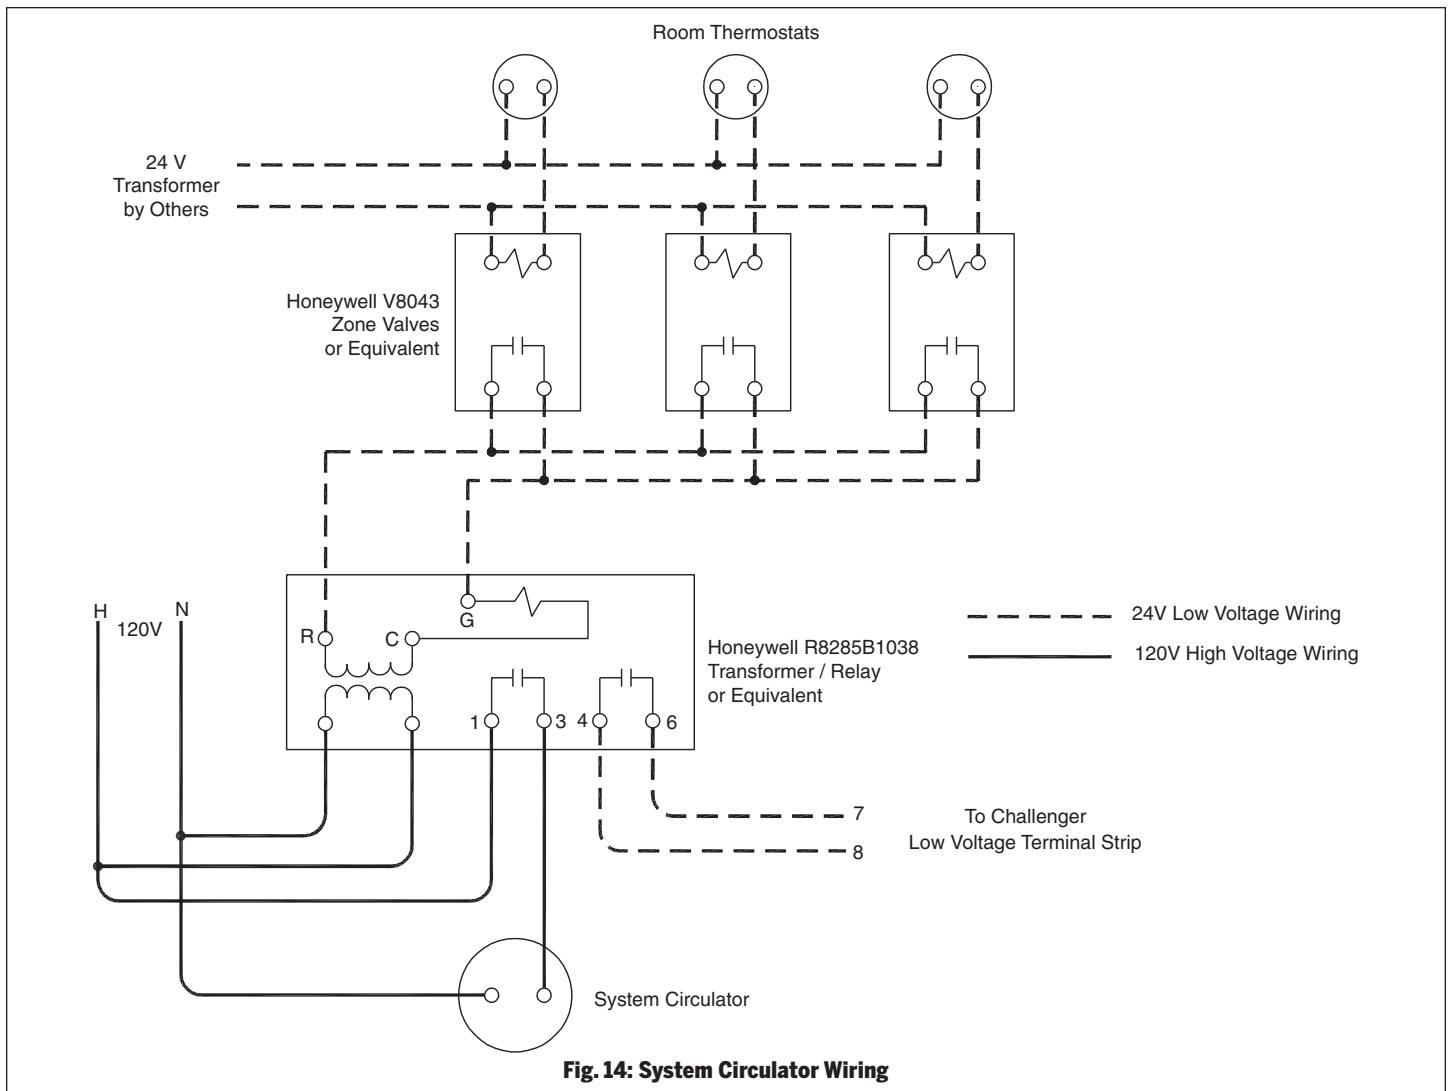 Room Thermostats
24 V
Transformer
by Others
Honeywell V8043
Zone Valves
or Equivalent
H
120V
N
R
C
G
Honeywell R8285B1038
Transformer / Relay
or Equivalent
24V Low Voltage Wiring
120V High Voltage Wiring
1
3
4
6
7
8
To Challenger
Low Voltage Terminal Strip
System Circulator
Fig. 14: System Circulator Wiring